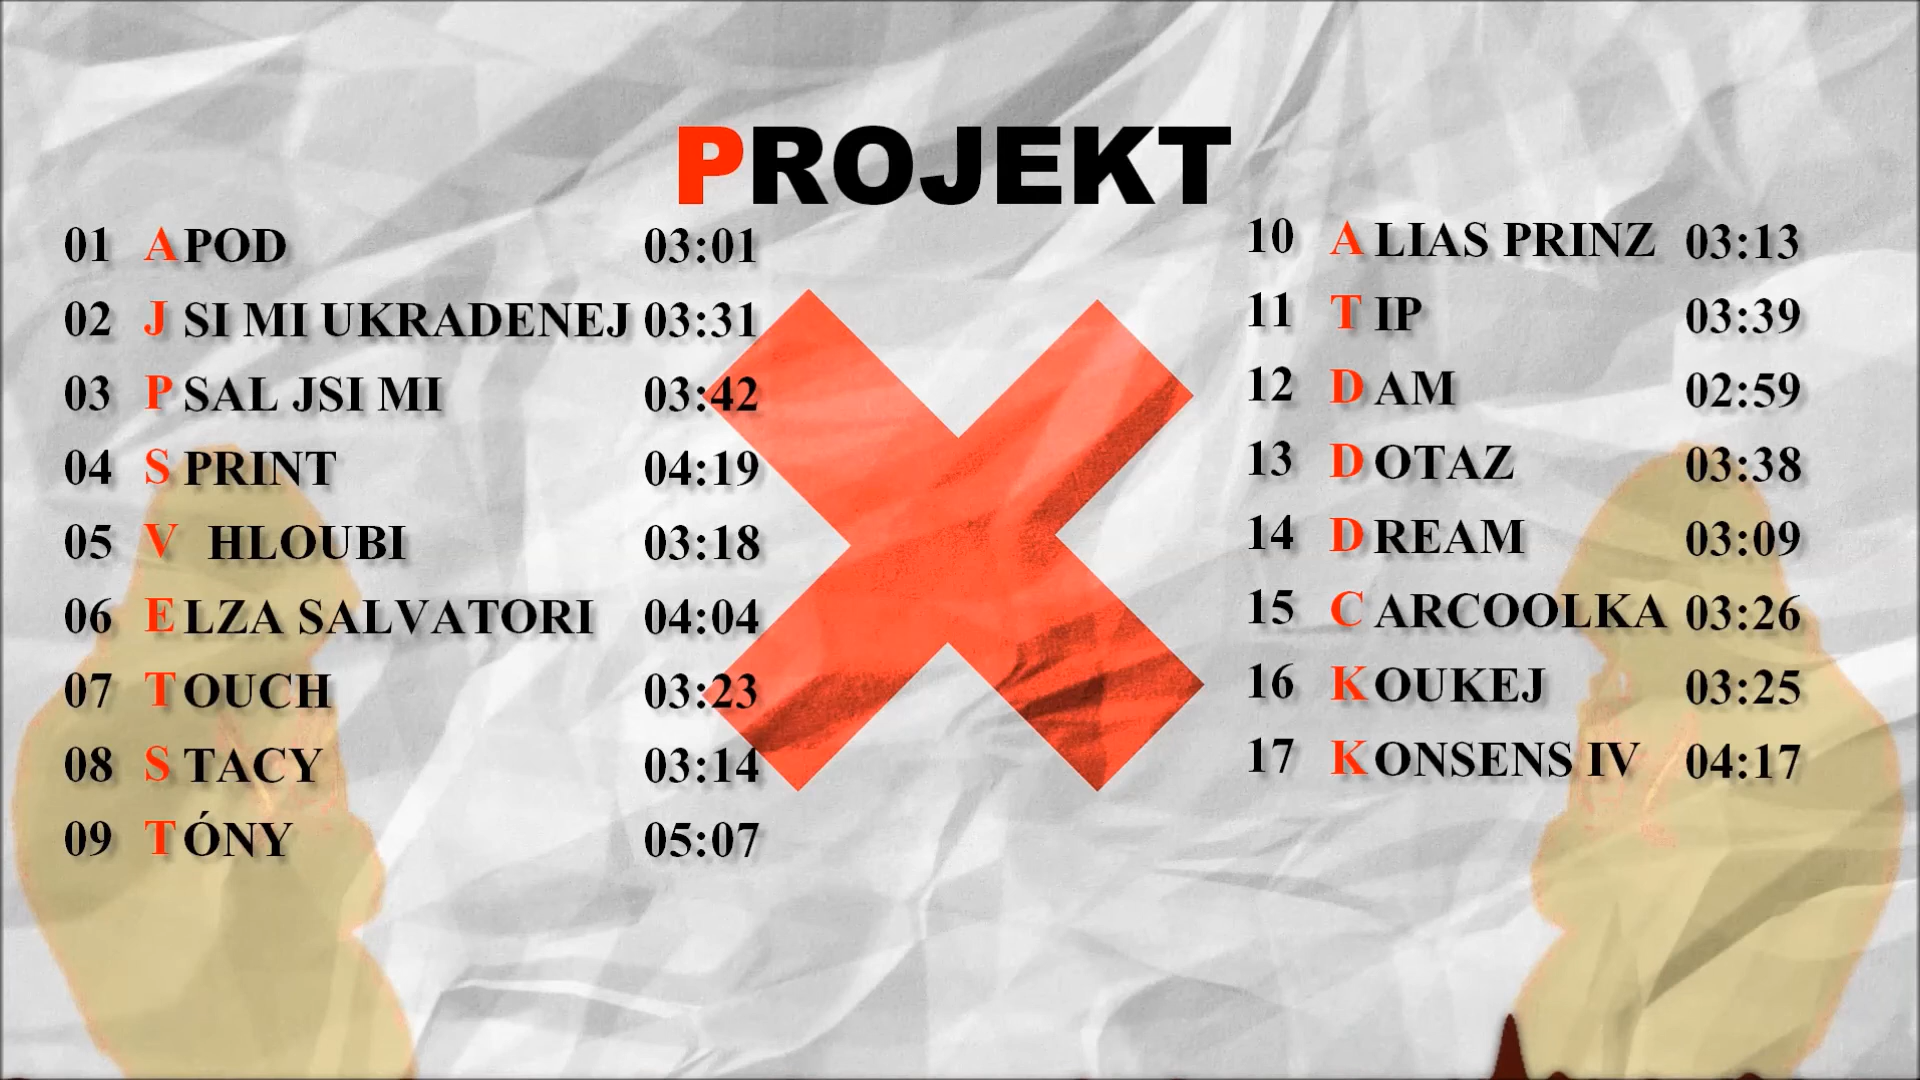 PROJEKT
01 APOD 03:01
02 JSI MI UKRADENEJ 03:31
03 PSAL JSI MI 03:42
04 SPRINT 04:19
05 V HLOUBI 03:18
06 ELZA SALVATORI 04:04
07 TOUCH 03:23
08 STACY 03:14
09 TÓNY 05:07
10 ALIAS PRINZ 03:13
11 TIP 03:39
12 DAM 02:59
13 DOTAZ 03:38
14 DREAM 03:09
15 CARCOOLKA 03:26
16 KOUKEJ 03:25
17 KONSENS IV 04:17